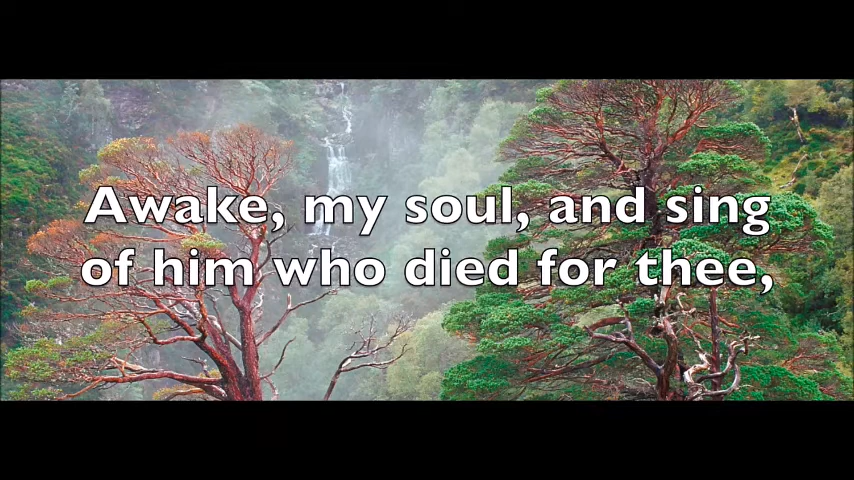 Awake, my soul, and sing
of him who died for thee,